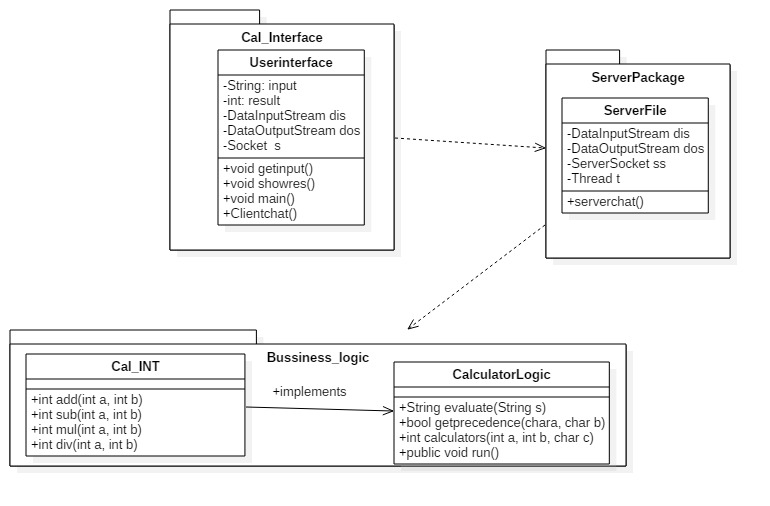 Cal_Interface
Userinterface
-String: input
-int: result
-DataInputStream dis
-DataOutputStream dos
-Socket  s
+void getinput()
+void showres()
+void main()
+Clientchat()
ServerPackage
ServerFile
-DataInputStream dis
-DataOutputStream dos
-ServerSocket ss
-Thread t
+serverchat()
Bussiness_logic
Cal_INT
+int add(int a, int b)
+int sub(int a, int b)
+int mul(int a, int b)
+int div(int a, int b)
+implements
CalculatorLogic
+String evaluate(String s)
+bool getprecedence(chara, char b)
+int calculators(int a, int b, char c)
+public void run()